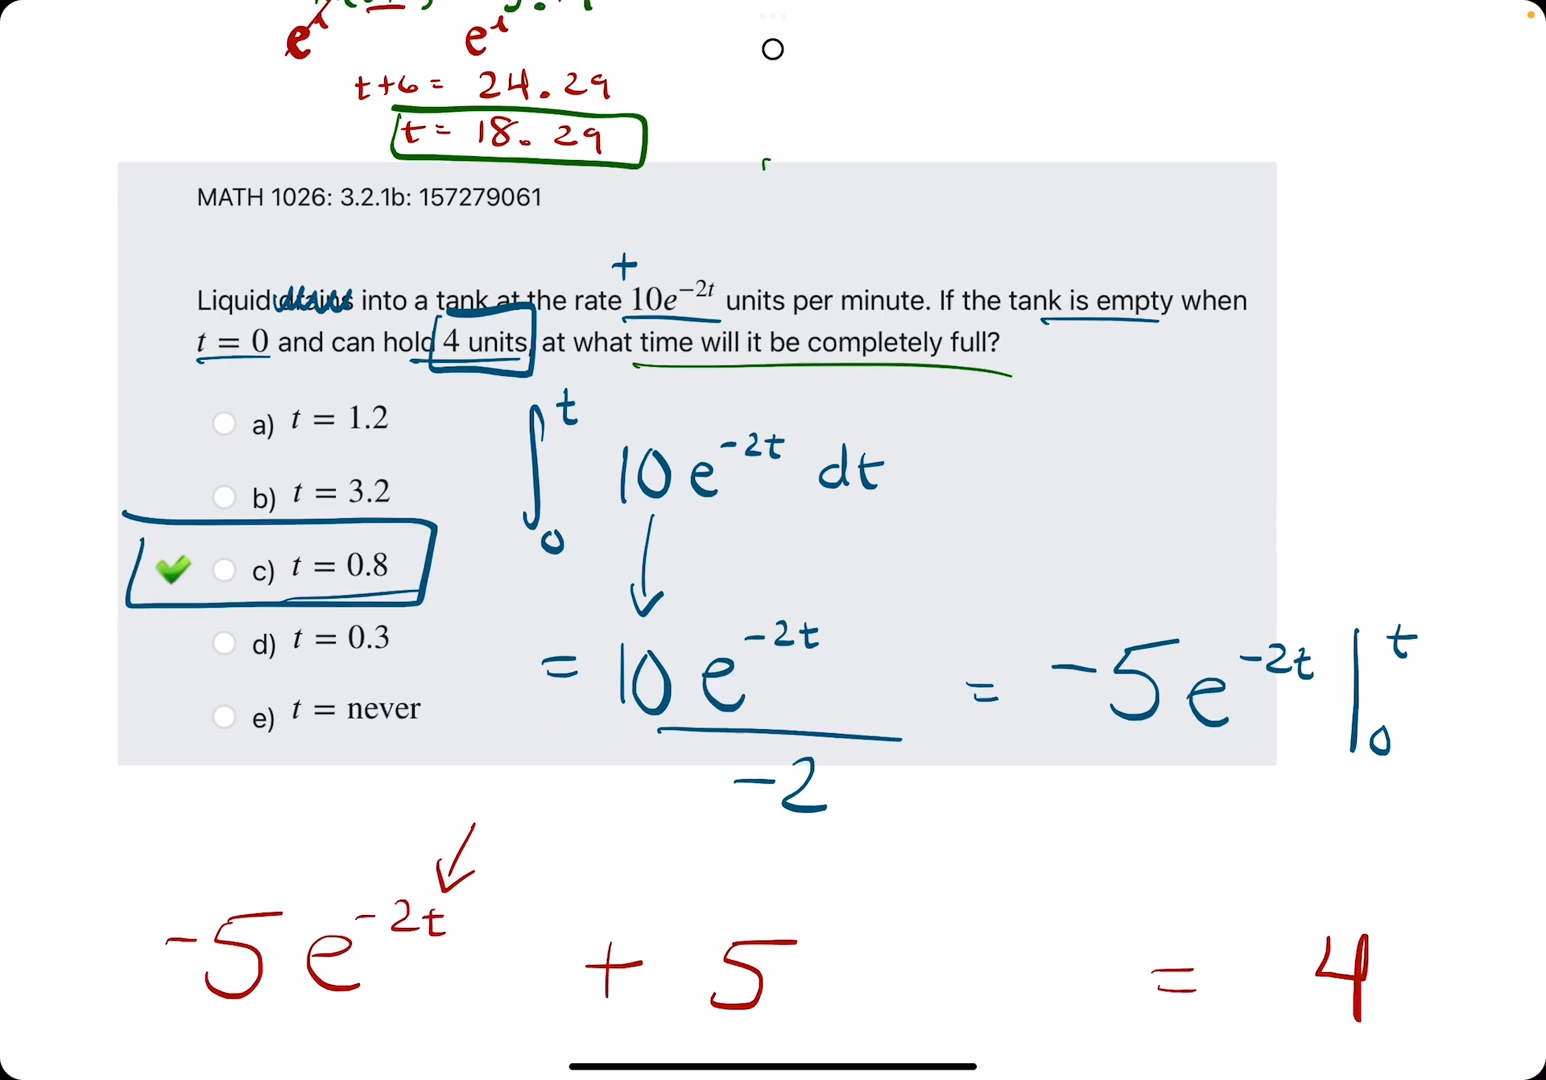 t+6 = 24.29
t = 18.29
MATH 1026: 3.2.1b: 157279061
+
Liquid drains into a tank at the rate 10e^{-2t} units per minute. If the tank is empty when
t = 0 and can hold 4 units, at what time will it be completely full?
a) t = 1.2
b) t = 3.2
c) t = 0.8
d) t = 0.3
e) t = never
∫_0^t 10e^{-2t} dt
= 10e^{-2t} / -2 = -5e^{-2t} |_0^t
-5e^{-2t} + 5 = 4